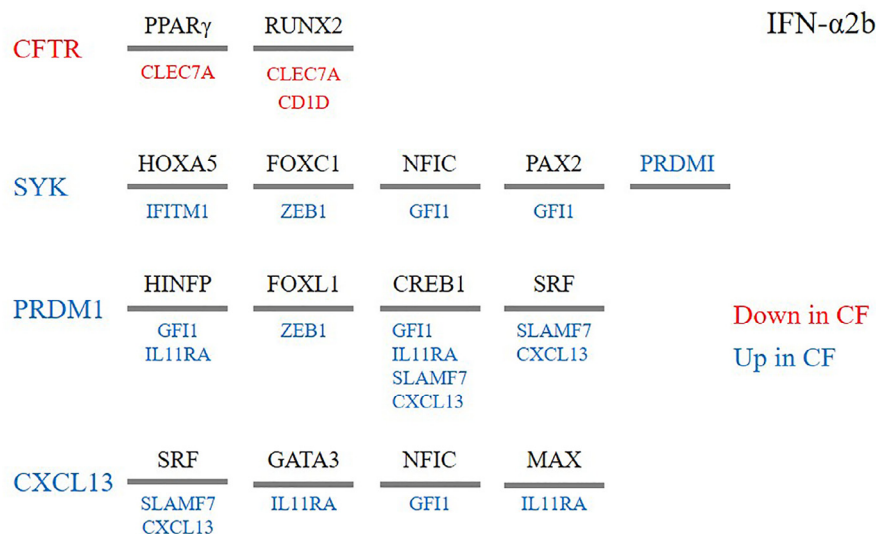 IFN-α2b
PPARγ RUNX2
CFTR
CLEC7A CLEC7A
CD1D
HOXA5 FOXC1 NFIC PAX2 PRDMI
SYK
IFITM1 ZEB1 GFI1 GFI1
HINFP FOXL1 CREB1 SRF
PRDM1
GFI1 ZEB1 GFI1 SLAMF7
IL11RA IL11RA CXCL13
SLAMF7
CXCL13
Down in CF
Up in CF
SRF GATA3 NFIC MAX
CXCL13
SLAMF7 IL11RA GFI1 IL11RA
CXCL13